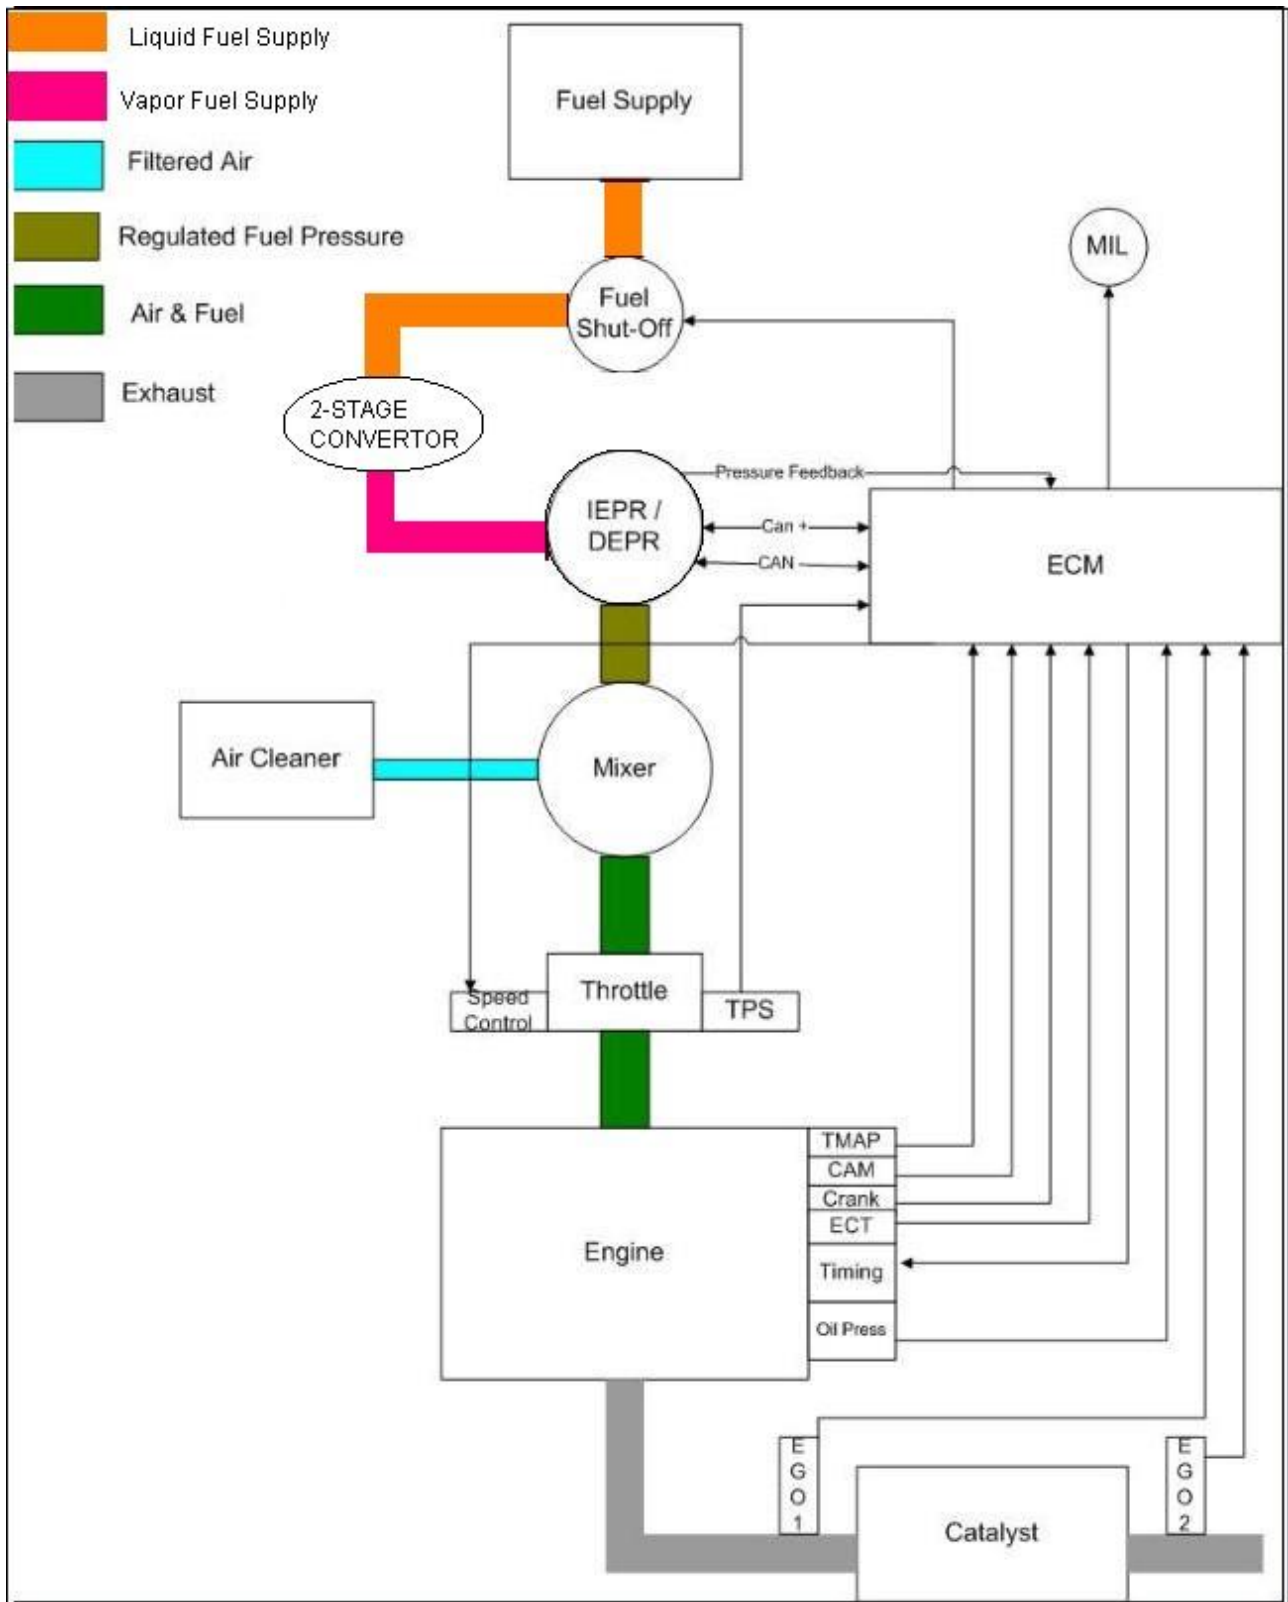 Liquid Fuel Supply
Vapor Fuel Supply
Filtered Air
Regulated Fuel Pressure
Air & Fuel
Exhaust
Fuel Supply
MIL
Fuel
Shut-Off
2-STAGE
CONVERTOR
Pressure Feedback
IEPR /
DEPR
Can +
CAN
ECM
Air Cleaner
Mixer
Speed
Control
Throttle
TPS
TMAP
CAM
Crank
ECT
Timing
Oil Press
Engine
E
G
O
1
E
G
O
2
Catalyst